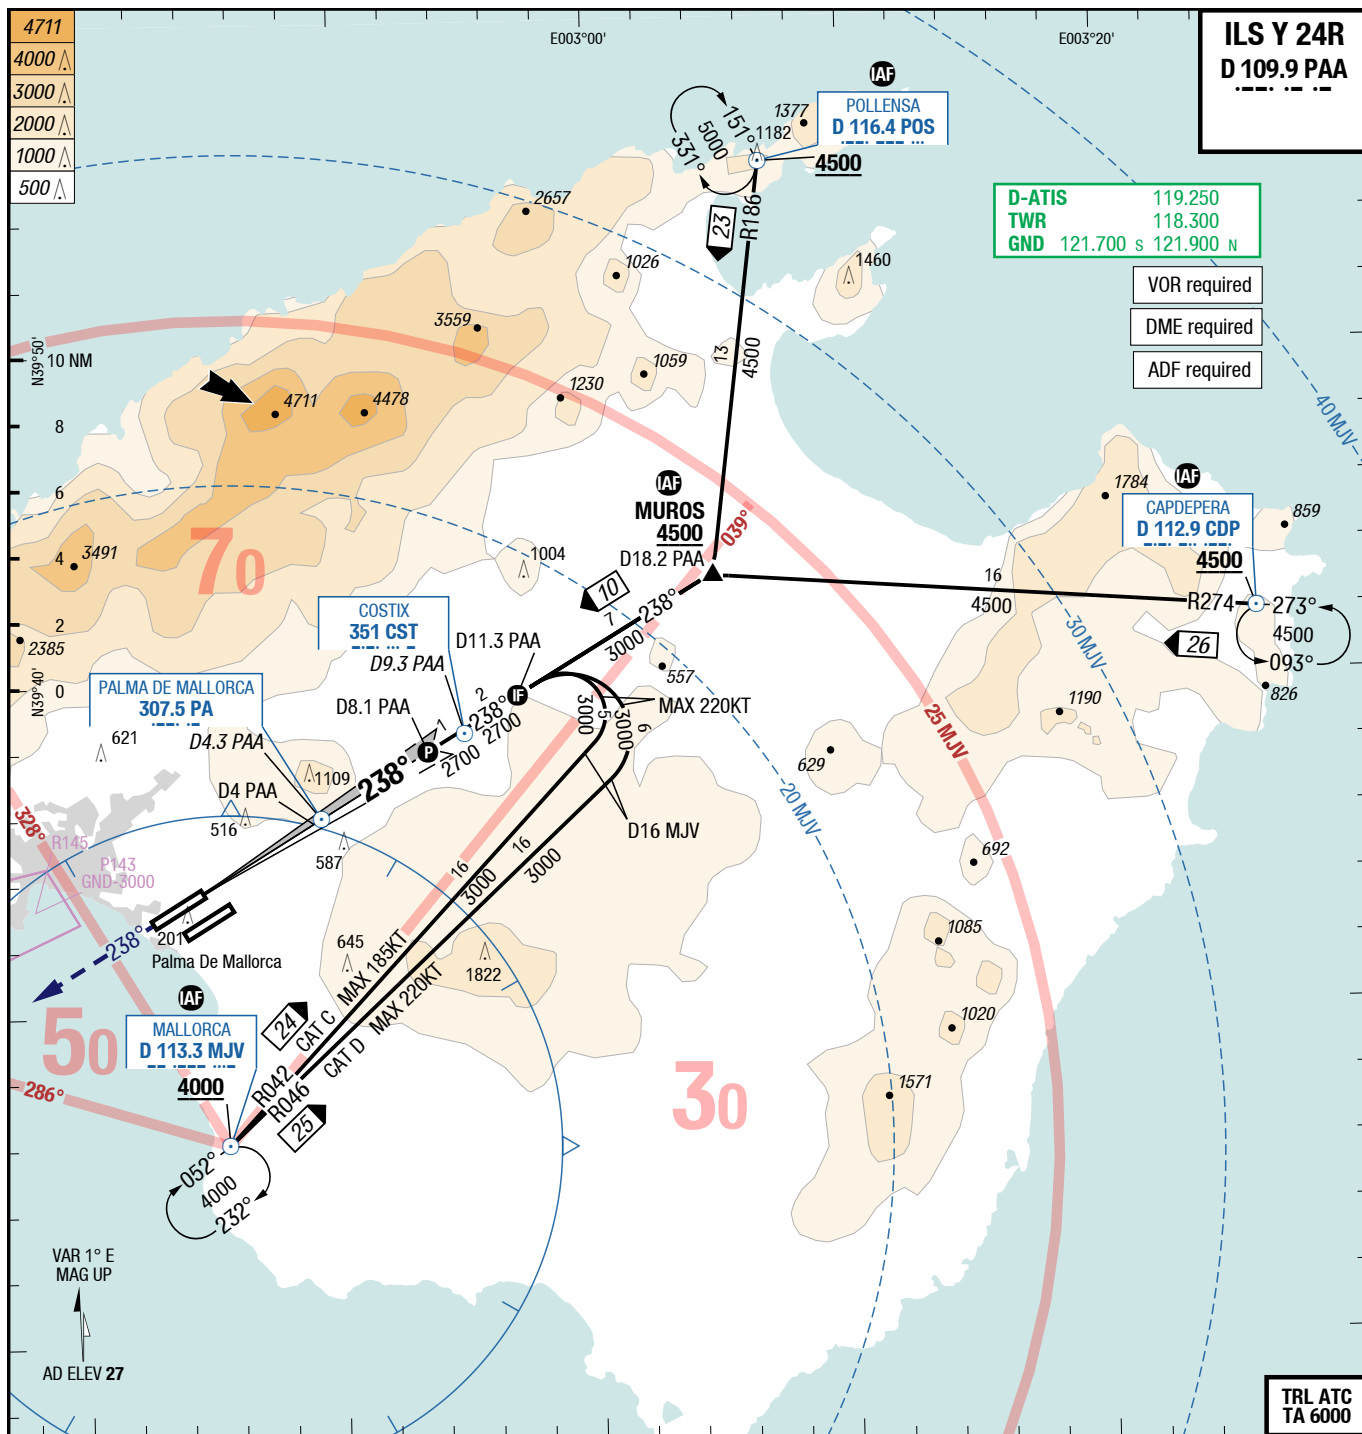 4711
4000
3000
2000
1000
500
E003°00'
E003°20'
ILS Y 24R
D 109.9 PAA
IAF
POLLENSA
D 116.4 POS
4500
1377
1182
151°
5000
331°
R186
23
13
4500
D-ATIS 119.250
TWR 118.300
GND 121.700 S 121.900 N
VOR required
DME required
ADF required
2657
1026
1460
3559
1059
1230
4711
4478
N39°50'
10 NM
8
6
4
2
0
N39°40'
40 MJV
IAF
MUROS
4500
D18.2 PAA
039°
1784
IAF
CAPDEPERA
D 112.9 CDP
4500
859
3491
70
1004
10
7
238°
3000
16
4500
R274
273°
4500
093°
26
30 MJV
826
1190
2385
COSTIX
351 CST
D11.3 PAA
D9.3 PAA
557
IF
2
238°
2700
D8.1 PAA
1
P
2700
PALMA DE MALLORCA
307.5 PA
D4.3 PAA
D4 PAA
621
1109
238°
516
587
MAX 220KT
5
3000
6
3000
25 MJV
629
20 MJV
D16 MJV
692
328°
R145
P143
GND-3000
16
3000
16
3000
201
238°
Palma De Mallorca
645
1822
1085
1020
1571
MAX 185KT
CAT C
MAX 220KT
CAT D
24
25
R042
R046
IAF
MALLORCA
D 113.3 MJV
4000
50
286°
30
052°
4000
232°
VAR 1° E
MAG UP
AD ELEV 27
TRL ATC
TA 6000